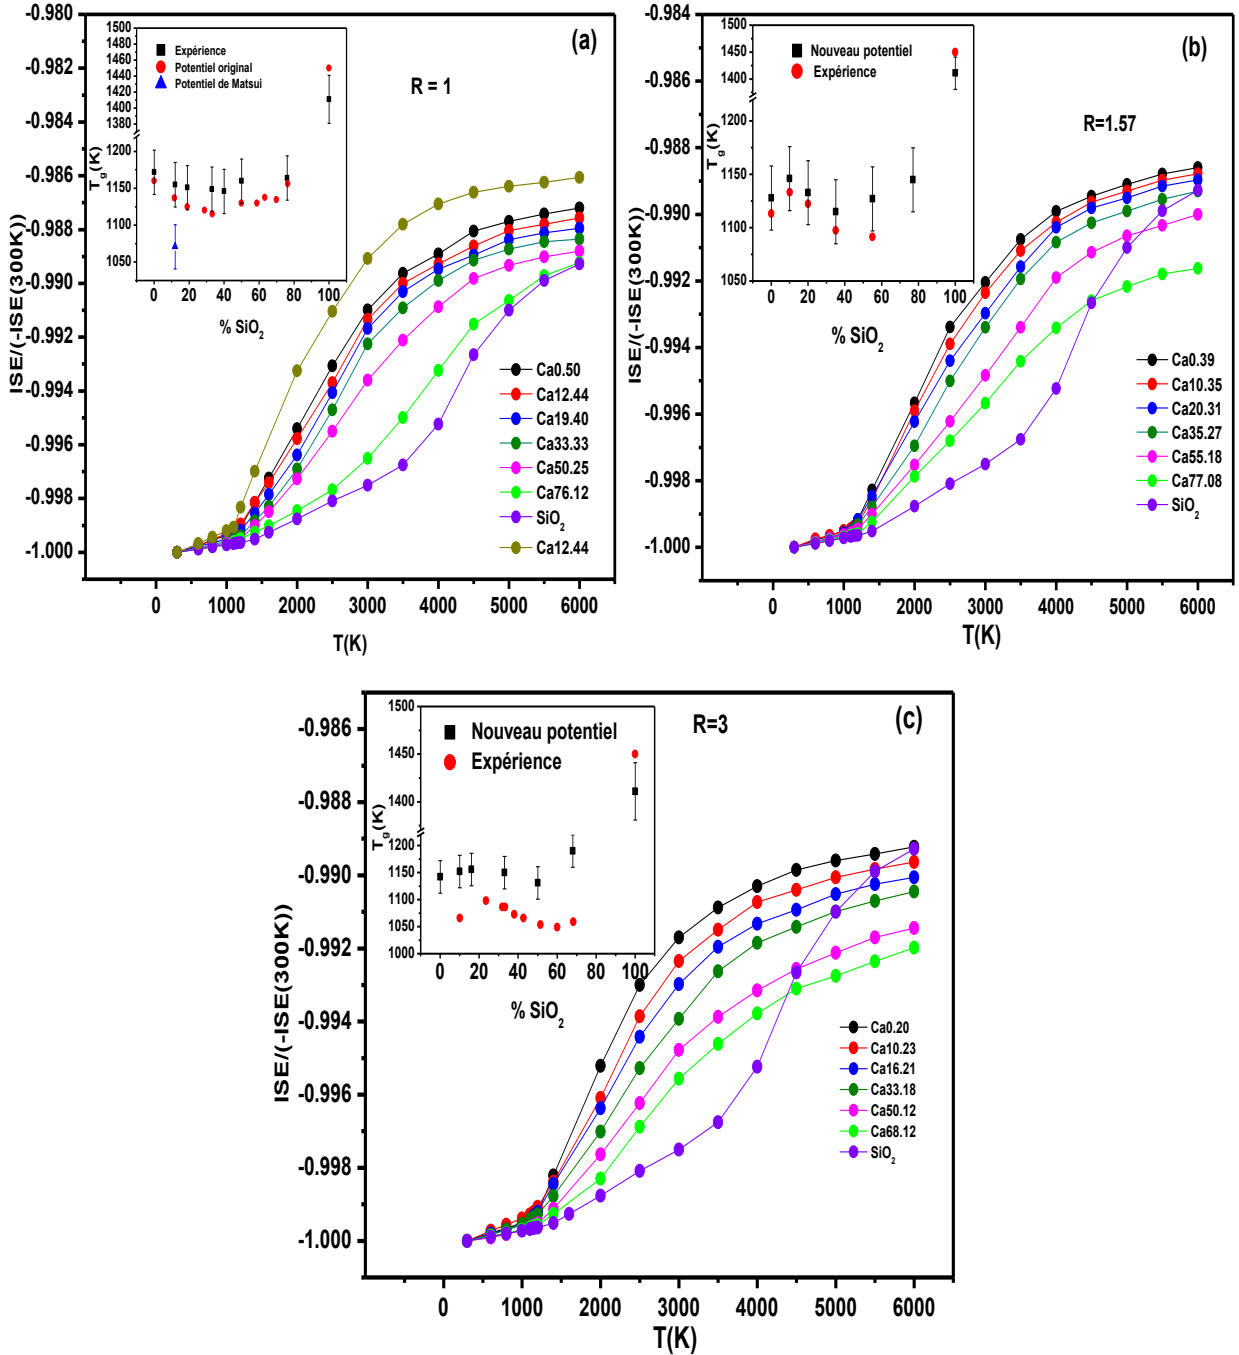 (a)
R = 1
ISE/(-ISE(300K))
-0.980
-0.982
-0.984
-0.986
-0.988
-0.990
-0.992
-0.994
-0.996
-0.998
-1.000
0 1000 2000 3000 4000 5000 6000
T(K)
Tg(K)
1500
1480
1460
1440
1420
1400
1380
1200
1150
1100
1050
0 20 40 60 80 100
% SiO2
Expérience
Potentiel original
Potentiel de Matsui
Ca0.50
Ca12.44
Ca19.40
Ca33.33
Ca50.25
Ca76.12
SiO2
Ca12.44
(b)
R=1.57
ISE/(-ISE(300K))
-0.984
-0.986
-0.988
-0.990
-0.992
-0.994
-0.996
-0.998
-1.000
0 1000 2000 3000 4000 5000 6000
T(K)
Tg(K)
1500
1450
1400
1200
1150
1100
1050
0 20 40 60 80 100
% SiO2
Nouveau potentiel
Expérience
Ca0.39
Ca10.35
Ca20.31
Ca35.27
Ca55.18
Ca77.08
SiO2
(c)
R=3
ISE/(-ISE(300K))
-0.986
-0.988
-0.990
-0.992
-0.994
-0.996
-0.998
-1.000
0 1000 2000 3000 4000 5000 6000
T(K)
Tg(K)
1500
1450
1400
1200
1150
1100
1050
1000
0 20 40 60 80 100
% SiO2
Nouveau potentiel
Expérience
Ca0.20
Ca10.23
Ca16.21
Ca33.18
Ca50.12
Ca68.12
SiO2